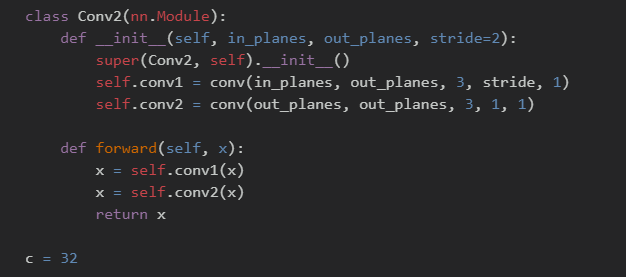 class Conv2(nn.Module):
    def __init__(self, in_planes, out_planes, stride=2):
        super(Conv2, self).__init__()
        self.conv1 = conv(in_planes, out_planes, 3, stride, 1)
        self.conv2 = conv(out_planes, out_planes, 3, 1, 1)

    def forward(self, x):
        x = self.conv1(x)
        x = self.conv2(x)
        return x

c = 32